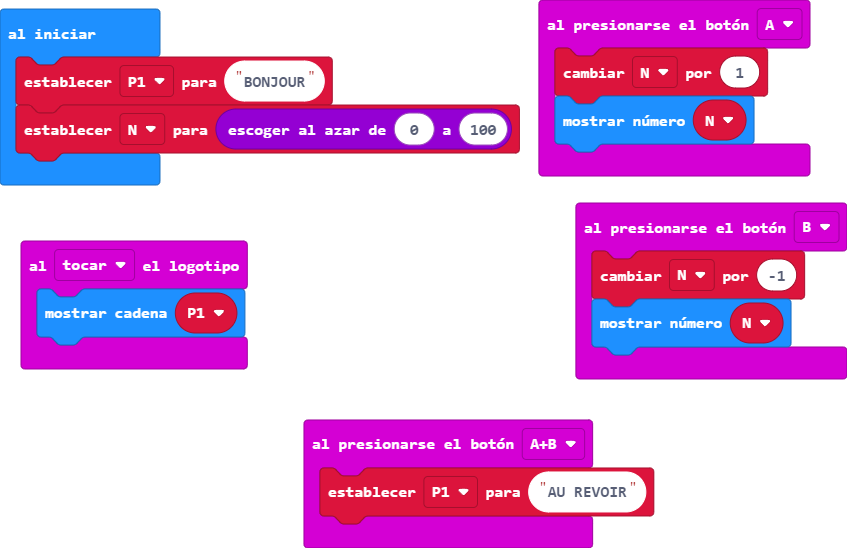 al iniciar
establecer P1 para "BONJOUR"
establecer N para escoger al azar de 0 a 100
al presionarse el botón A
cambiar N por 1
mostrar número N
al presionarse el botón B
cambiar N por -1
mostrar número N
al tocar el logotipo
mostrar cadena P1
al presionarse el botón A+B
establecer P1 para "AU REVOIR"